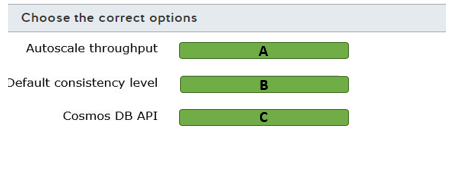 Choose the correct options
Autoscale throughput A
Default consistency level B
Cosmos DB API C